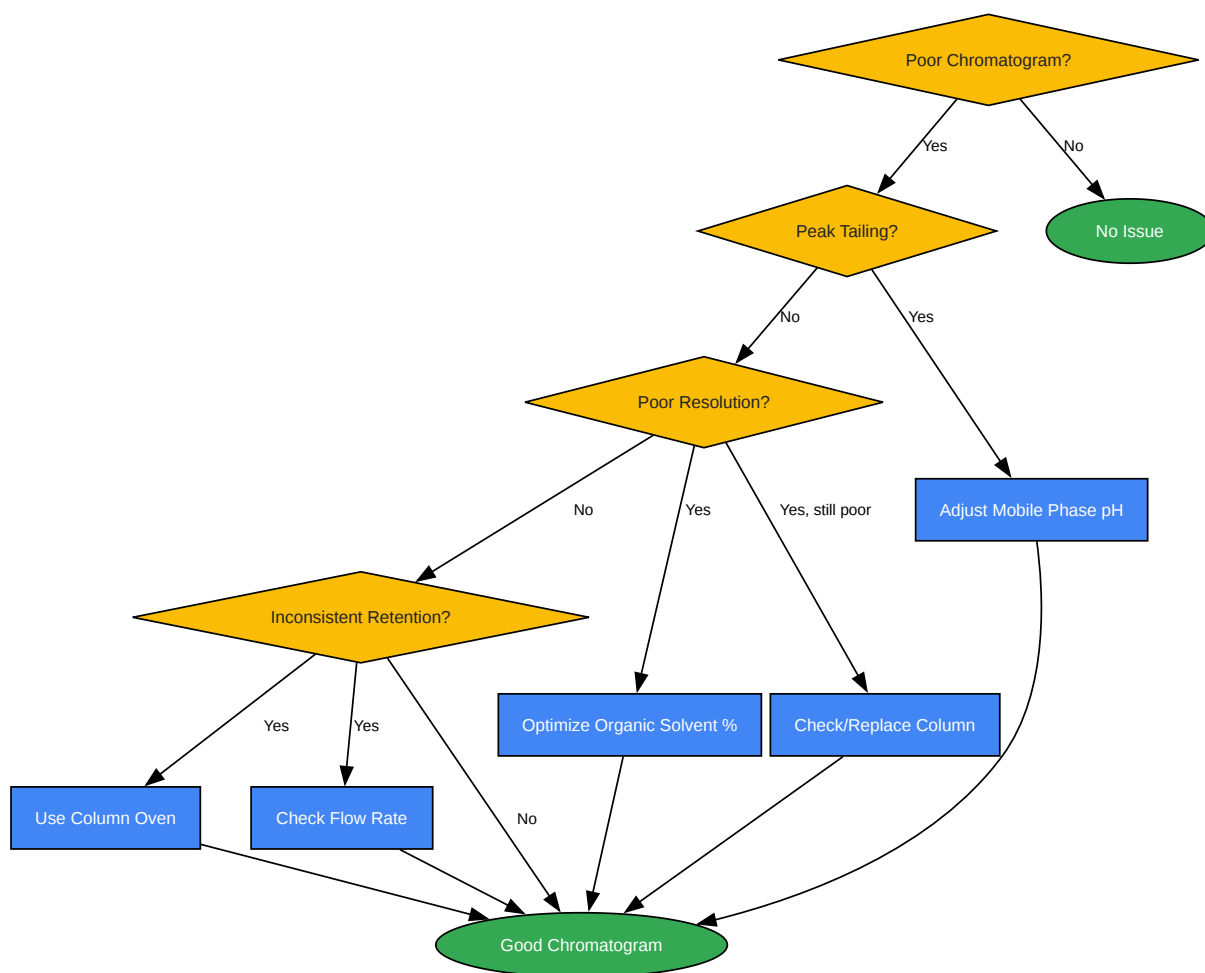 Poor Chromatogram?
Yes
No
Peak Tailing?
No Issue
No
Yes
Poor Resolution?
No
Yes
Yes, still poor
Adjust Mobile Phase pH
Inconsistent Retention?
Yes
Yes
Optimize Organic Solvent %
Check/Replace Column
Use Column Oven
Check Flow Rate
No
Good Chromatogram